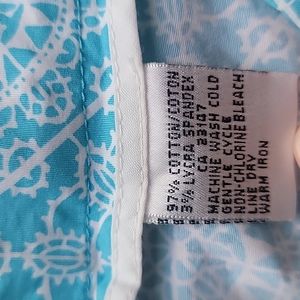 97% COTTON/COTON
3% LYCRA SPANDEX
CA 23147
MACHINE WASH COLD
GENTLE CYCLE
NON-CHLORINE BLEACH
LINE DRY
WARM IRON